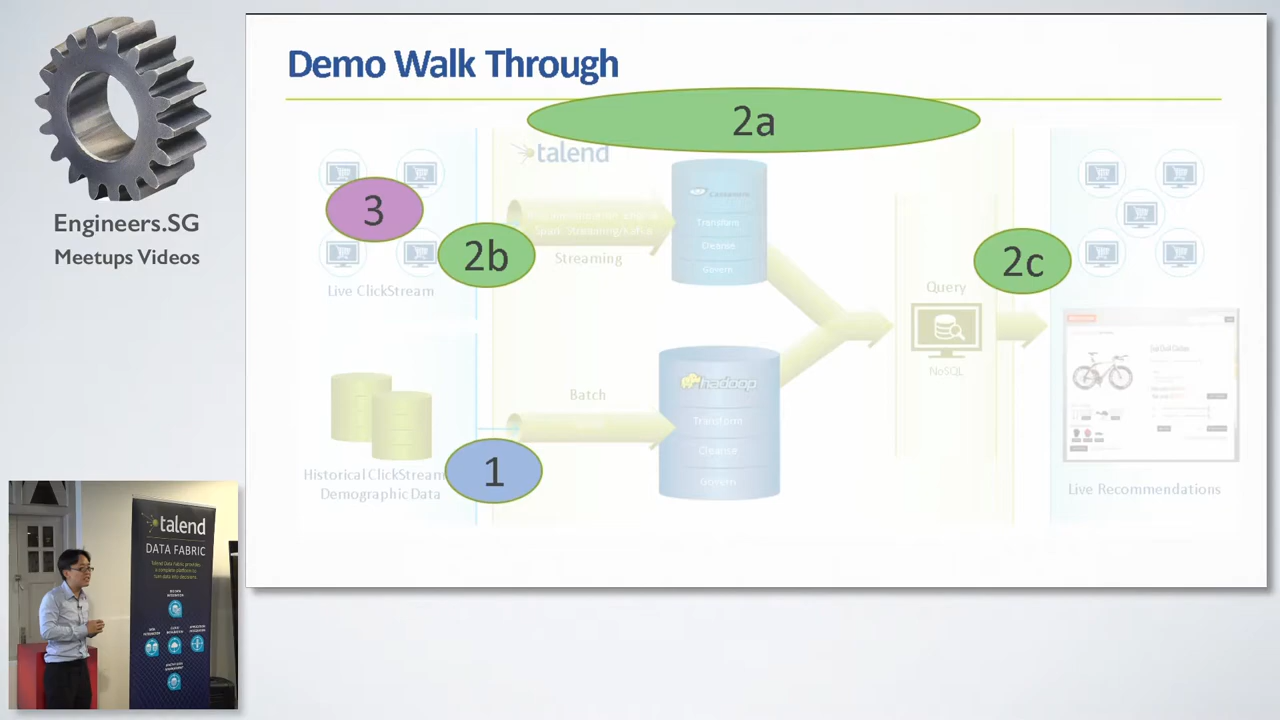 Engineers.SG
Meetups Videos
Demo Walk Through
2a
talend
3
2b
2c
Transform
Cleanse
Govern
Streaming
Live ClickStream
Query
NoSQL
hadoop
Batch
Transform
Cleanse
Govern
1
Historical ClickStream
Demographic Data
Live Recommendations
talend
DATA FABRIC